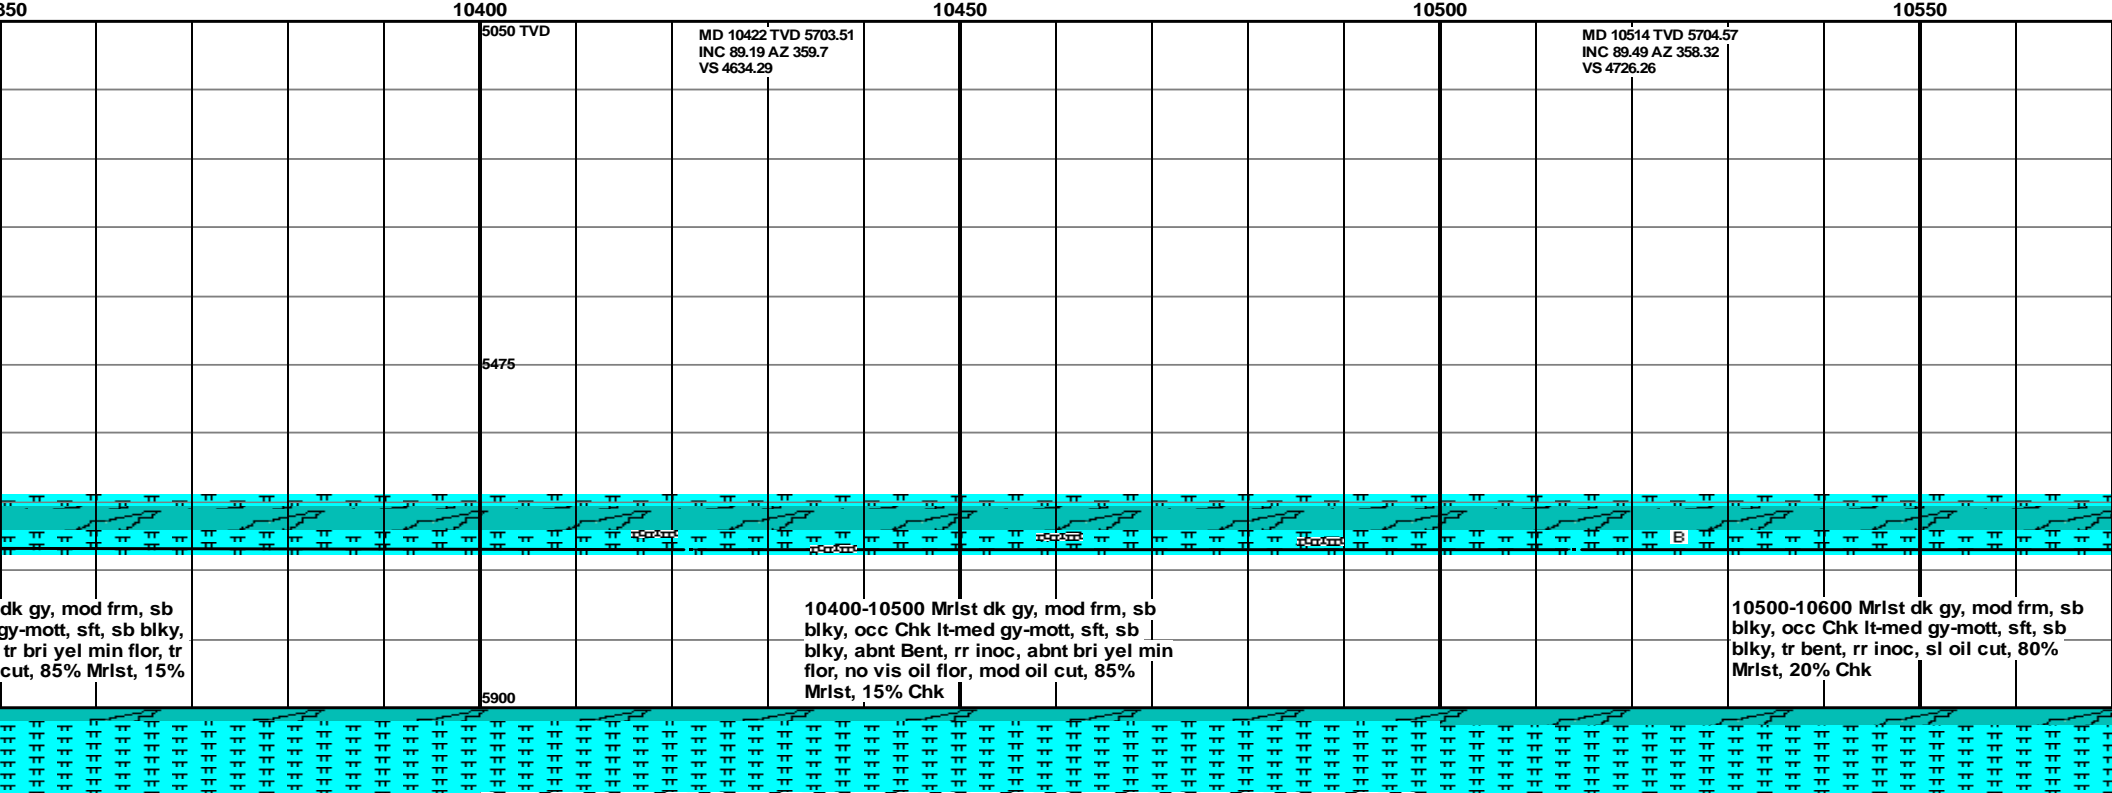 350 10400 10450 10500 10550
5050 TVD
MD 10422 TVD 5703.51
INC 89.19 AZ 359.7
VS 4634.29
MD 10514 TVD 5704.57
INC 89.49 AZ 358.32
VS 4726.26
5475
B
dk gy, mod frm, sb
gy-mott, sft, sb blky,
tr bri yel min flor, tr
cut, 85% Mrlst, 15%
10400-10500 Mrlst dk gy, mod frm, sb
blky, occ Chk lt-med gy-mott, sft, sb
blky, abnt Bent, rr inoc, abnt bri yel min
flor, no vis oil flor, mod oil cut, 85%
Mrlst, 15% Chk
10500-10600 Mrlst dk gy, mod frm, sb
blky, occ Chk lt-med gy-mott, sft, sb
blky, tr bent, rr inoc, sl oil cut, 80%
Mrlst, 20% Chk
5900